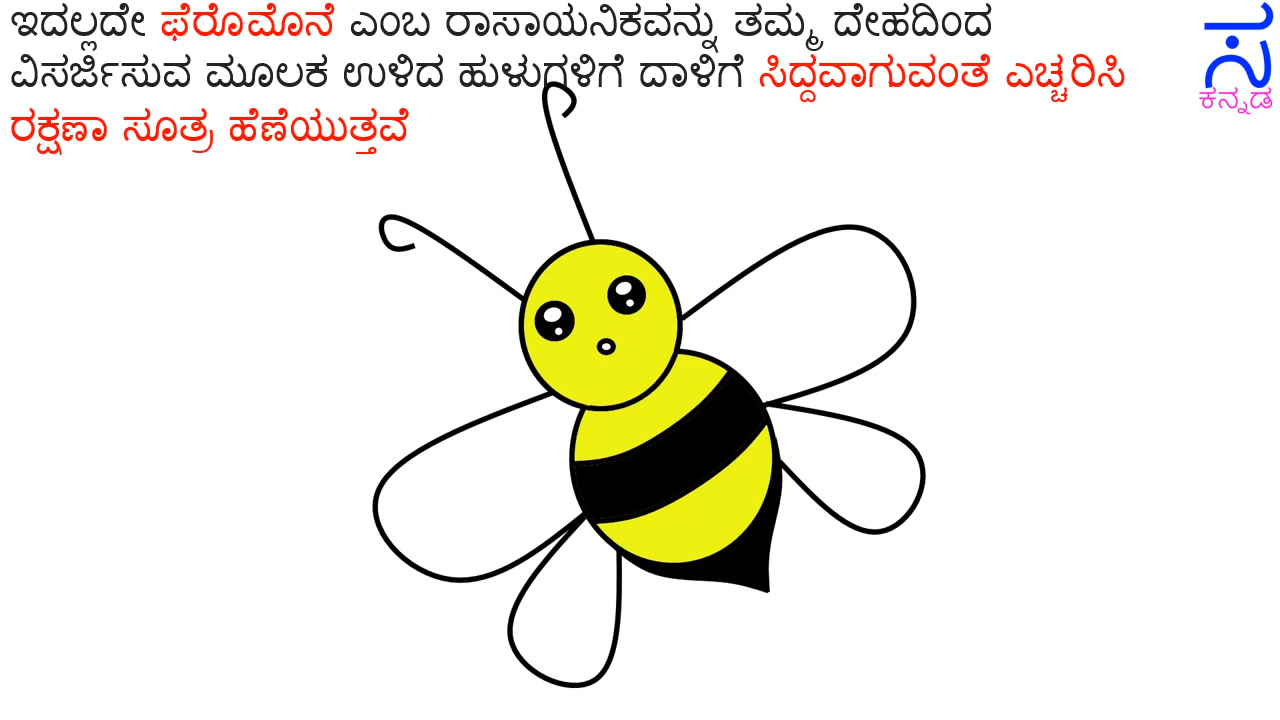 ಇದಲ್ಲದೇ ಫೆರೊಮೊನೆ ಎಂಬ ರಾಸಾಯನಿಕವನ್ನು ತಮ್ಮ ದೇಹದಿಂದ
ವಿಸರ್ಜಿಸುವ ಮೂಲಕ ಉಳಿದ ಹುಳುಗಳಿಗೆ ದಾಳಿಗೆ ಸಿದ್ದವಾಗುವಂತೆ ಎಚ್ಚರಿಸಿ
ರಕ್ಷಣಾ ಸೂತ್ರ ಹೆಣೆಯುತ್ತವೆ
ಸ
ಕನ್ನಡ